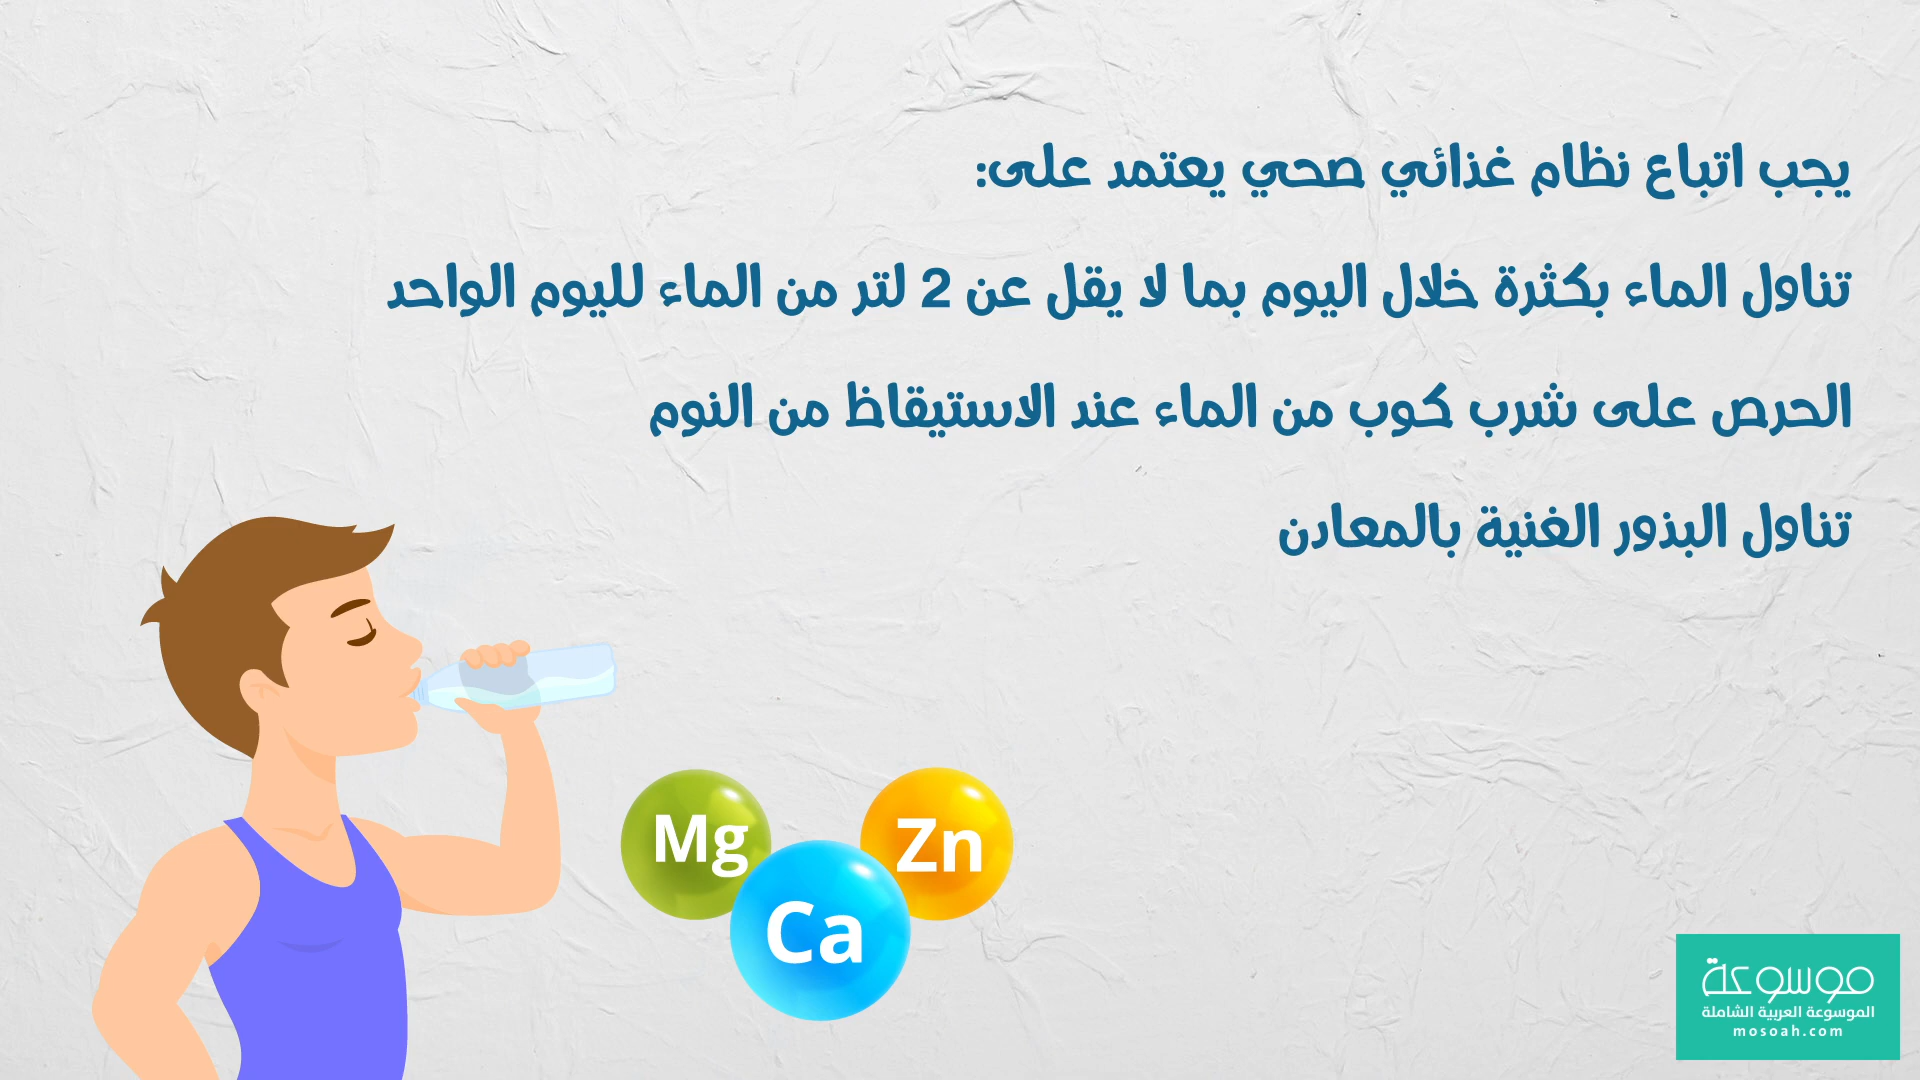 يجب اتباع نظام غذائي صحي يعتمد على:
تناول الماء بكثرة خلال اليوم بما لا يقل عن 2 لتر من الماء لليوم الواحد
الحرص على شرب كوب من الماء عند الاستيقاظ من النوم
تناول البذور الغنية بالمعادن
Mg
Zn
Ca
موسوعة
الموسوعة العربية الشاملة
mosoah.com